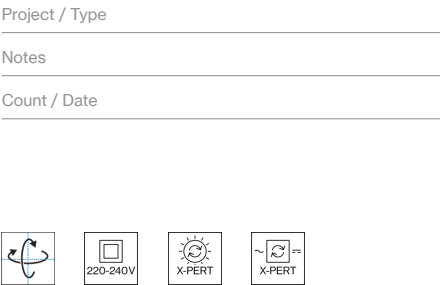 Project / Type
Notes
Count / Date
220-240V
X-PERT
X-PERT